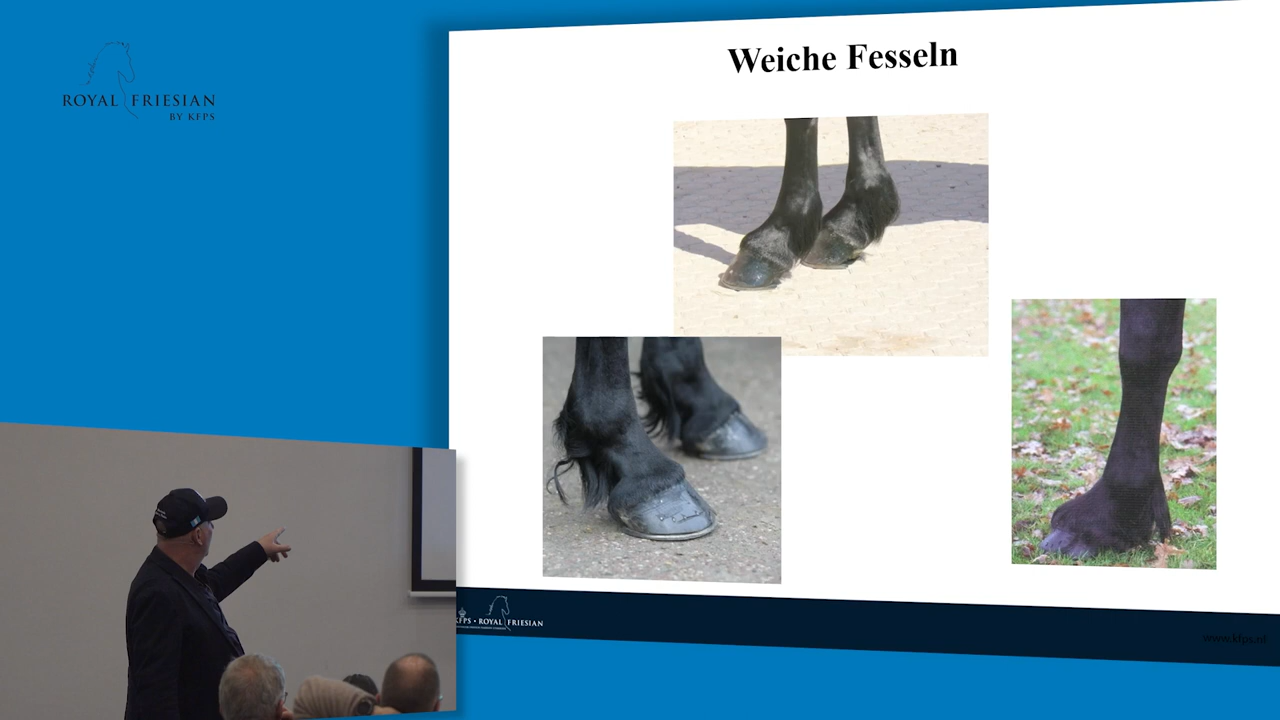 ROYAL FRIESIAN
BY KFPS
Weiche Fesseln
KFPS • ROYAL FRIESIAN
www.kfps.nl